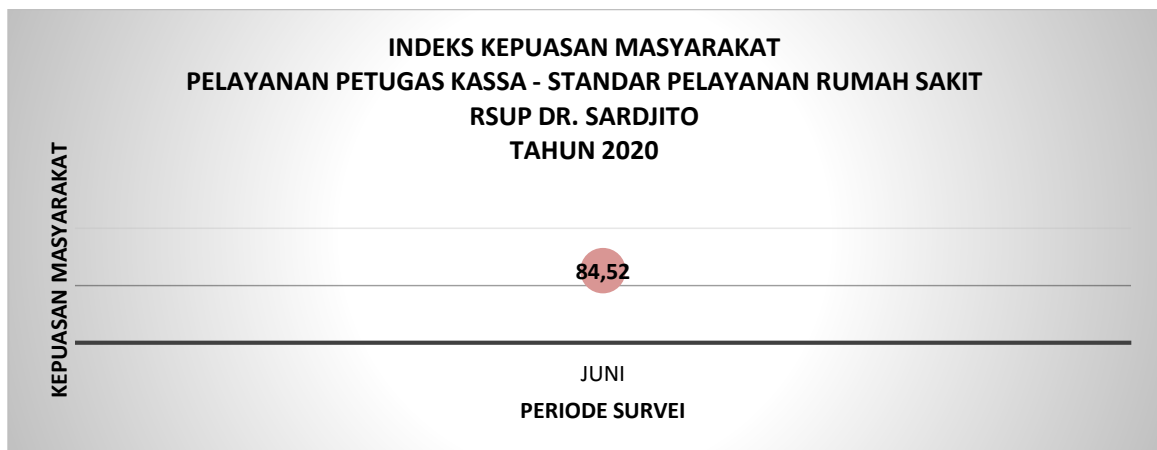 INDEKS KEPUASAN MASYARAKAT
PELAYANAN PETUGAS KASSA - STANDAR PELAYANAN RUMAH SAKIT
RSUP DR. SARDJITO
TAHUN 2020
KEPUASAN MASYARAKAT
84,52
JUNI
PERIODE SURVEI